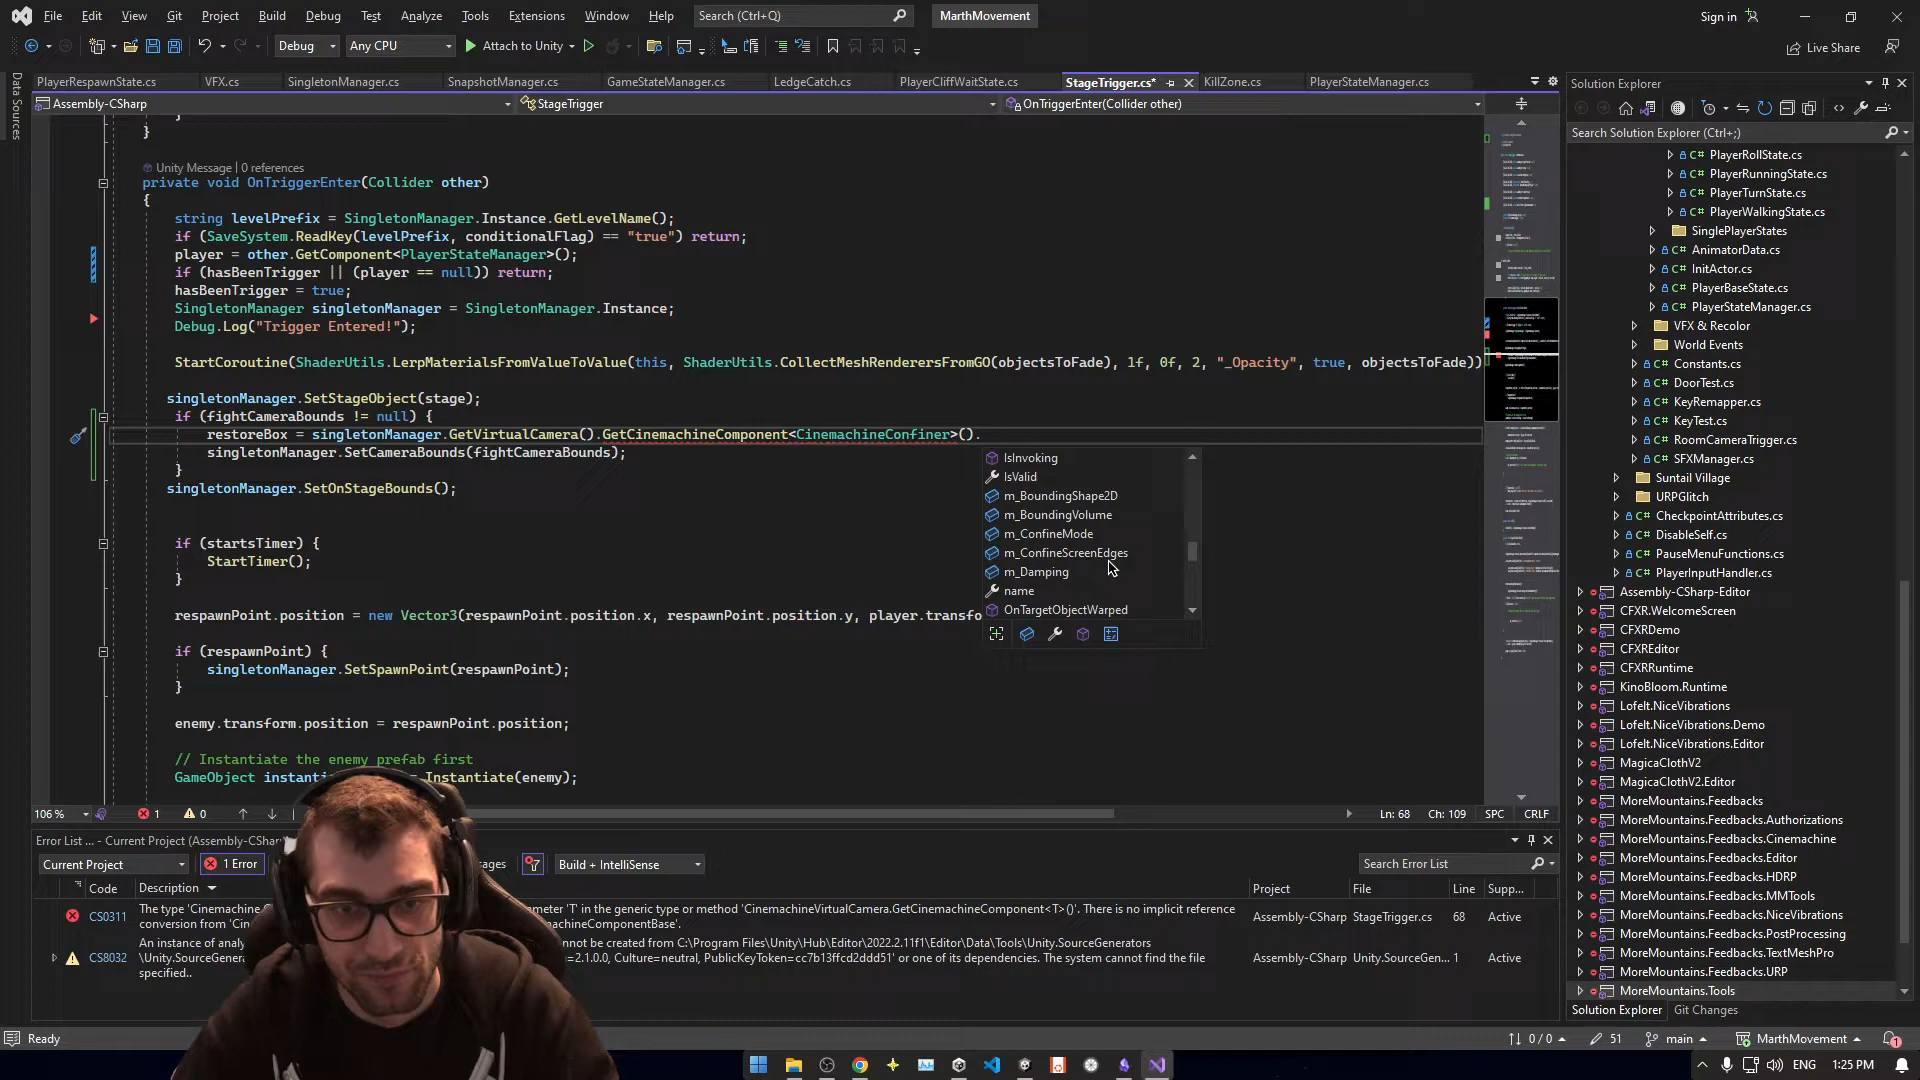 File Edit View Git Project Build Debug Test Analyze Tools Extensions Window Help Search (Ctrl+Q) MarthMovement Sign in
Debug Any CPU Attach to Unity Live Share
PlayerRespawnState.cs VFX.cs SingletonManager.cs SnapshotManager.cs GameStateManager.cs LedgeCatch.cs PlayerCliffWaitState.cs StageTrigger.cs* KillZone.cs PlayerStateManager.cs
Assembly-CSharp StageTrigger OnTriggerEnter(Collider other)
Data Sources
}
}
Unity Message | 0 references
private void OnTriggerEnter(Collider other)
{
string levelPrefix = SingletonManager.Instance.GetLevelName();
if (SaveSystem.ReadKey(levelPrefix, conditionalFlag) == "true") return;
player = other.GetComponent<PlayerStateManager>();
if (hasBeenTrigger || (player == null)) return;
hasBeenTrigger = true;
SingletonManager singletonManager = SingletonManager.Instance;
Debug.Log("Trigger Entered!");
StartCoroutine(ShaderUtils.LerpMaterialsFromValueToValue(this, ShaderUtils.CollectMeshRenderersFromGO(objectsToFade), 1f, 0f, 2, "_Opacity", true, objectsToFade))
singletonManager.SetStageObject(stage);
if (fightCameraBounds != null) {
restoreBox = singletonManager.GetVirtualCamera().GetCinemachineComponent<CinemachineConfiner>().
singletonManager.SetCameraBounds(fightCameraBounds);
}
singletonManager.SetOnStageBounds();
IsInvoking
IsValid
m_BoundingShape2D
m_BoundingVolume
m_ConfineMode
m_ConfineScreenEdges
m_Damping
name
OnTargetObjectWarped
if (startsTimer) {
StartTimer();
}
respawnPoint.position = new Vector3(respawnPoint.position.x, respawnPoint.position.y, player.transfo
if (respawnPoint) {
singletonManager.SetSpawnPoint(respawnPoint);
}
enemy.transform.position = respawnPoint.position;
// Instantiate the enemy prefab first
GameObject Instantiate(enemy);
106 % 1 0 Ln: 68 Ch: 109 SPC CRLF
Error List ... - Current Project (Assembly-CSharp
Current Project 1 Error Build + IntelliSense Search Error List
Code Description Project File Line Supp...
CS0311 The type 'Cinemachine.C ameter 'T' in the generic type or method 'CinemachineVirtualCamera.GetCinemachineComponent<T>()'. There is no implicit reference Assembly-CSharp StageTrigger.cs 68 Active
conversion from 'Cinem machineComponentBase'.
An instance of analy nnot be created from C:\Program Files\Unity\Hub\Editor\2022.2.11f1\Editor\Data\Tools\Unity.SourceGenerators
CS8032 \Unity.SourceGenera =2.1.0.0, Culture=neutral, PublicKeyToken=cc7b13ffcd2ddd51' or one of its dependencies. The system cannot find the file Assembly-CSharp Unity.SourceGen... 1 Active
specified..
Solution Explorer
Search Solution Explorer (Ctrl+;)
PlayerRollState.cs
PlayerRunningState.cs
PlayerTurnState.cs
PlayerWalkingState.cs
SinglePlayerStates
AnimatorData.cs
InitActor.cs
PlayerBaseState.cs
PlayerStateManager.cs
VFX & Recolor
World Events
Constants.cs
DoorTest.cs
KeyRemapper.cs
KeyTest.cs
RoomCameraTrigger.cs
SFXManager.cs
Suntail Village
URPGlitch
CheckpointAttributes.cs
DisableSelf.cs
PauseMenuFunctions.cs
PlayerInputHandler.cs
Assembly-CSharp-Editor
CFXR.WelcomeScreen
CFXRDemo
CFXREditor
CFXRRuntime
KinoBloom.Runtime
Lofelt.NiceVibrations
Lofelt.NiceVibrations.Demo
Lofelt.NiceVibrations.Editor
MagicaClothV2
MagicaClothV2.Editor
MoreMountains.Feedbacks
MoreMountains.Feedbacks.Authorizations
MoreMountains.Feedbacks.Cinemachine
MoreMountains.Feedbacks.Editor
MoreMountains.Feedbacks.HDRP
MoreMountains.Feedbacks.MMTools
MoreMountains.Feedbacks.NiceVibrations
MoreMountains.Feedbacks.PostProcessing
MoreMountains.Feedbacks.TextMeshPro
MoreMountains.Feedbacks.URP
MoreMountains.Tools
Solution Explorer Git Changes
Ready 0 / 0 51 main MarthMovement 1
ENG 1:25 PM